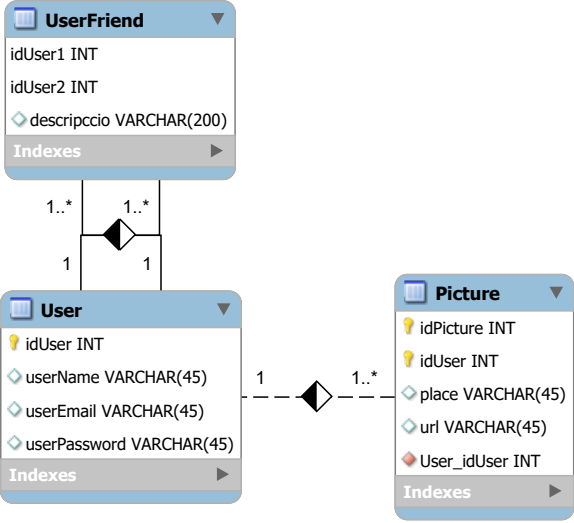 UserFriend
idUser1 INT
idUser2 INT
descripccio VARCHAR(200)
Indexes
1..* 1..*
1 1
User
idUser INT
userName VARCHAR(45)
userEmail VARCHAR(45)
userPassword VARCHAR(45)
Indexes
1 1..*
Picture
idPicture INT
idUser INT
place VARCHAR(45)
url VARCHAR(45)
User_idUser INT
Indexes